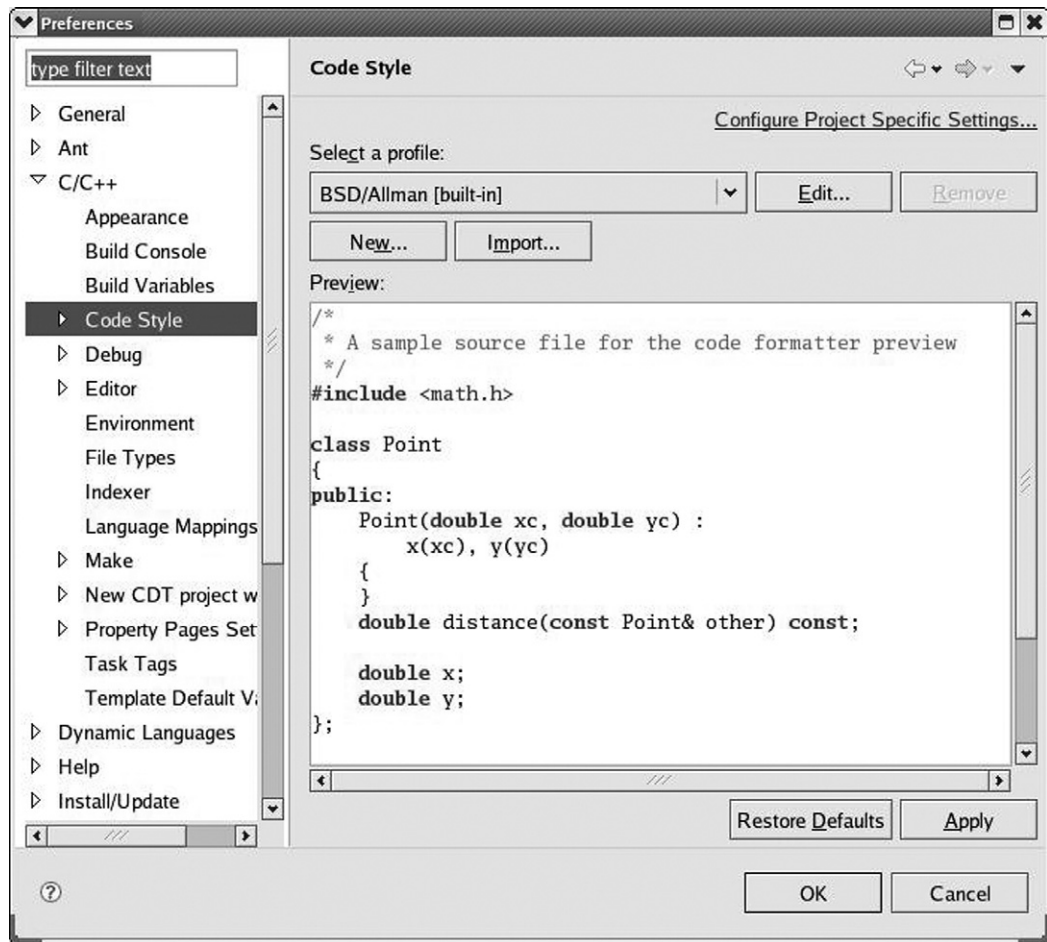 Preferences
type filter text
General
Ant
C/C++
Appearance
Build Console
Build Variables
Code Style
Debug
Editor
Environment
File Types
Indexer
Language Mappings
Make
New CDT project w
Property Pages Set
Task Tags
Template Default Va
Dynamic Languages
Help
Install/Update
Code Style
Configure Project Specific Settings...
Select a profile:
BSD/Allman [built-in]
Edit...
Remove
New...
Import...
Preview:
/*
 * A sample source file for the code formatter preview
 */
#include <math.h>

class Point
{
public:
    Point(double xc, double yc) :
        x(xc), y(yc)
    {
    }
    double distance(const Point& other) const;

    double x;
    double y;
};
Restore Defaults
Apply
?
OK
Cancel